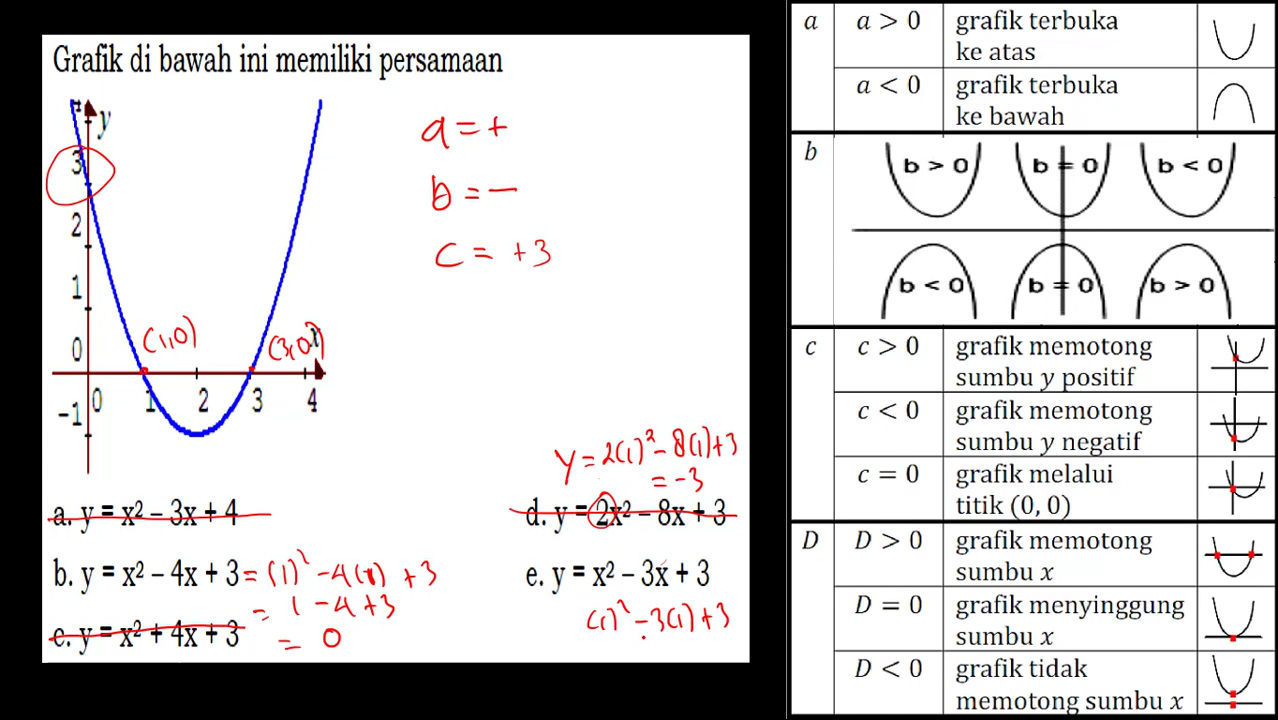 Grafik di bawah ini memiliki persamaan
4
y
3
2
1
0
-1
0
1
2
3
4
x
(1,0)
(3,0)
a = +
b = −
c = +3
a. y = x² – 3x + 4
b. y = x² – 4x + 3 = (1)² - 4(1) + 3
= 1 - 4 + 3
= 0
c. y = x² + 4x + 3
y = 2(1)² - 8(1) + 3
= -3
d. y = 2x² – 8x + 3
e. y = x² – 3x + 3
(1)² - 3(1) + 3
a a > 0 grafik terbuka
ke atas
a < 0 grafik terbuka
ke bawah
b
b > 0 b = 0 b < 0
b < 0 b = 0 b > 0
c c > 0 grafik memotong
sumbu y positif
c < 0 grafik memotong
sumbu y negatif
c = 0 grafik melalui
titik (0, 0)
D D > 0 grafik memotong
sumbu x
D = 0 grafik menyinggung
sumbu x
D < 0 grafik tidak
memotong sumbu x